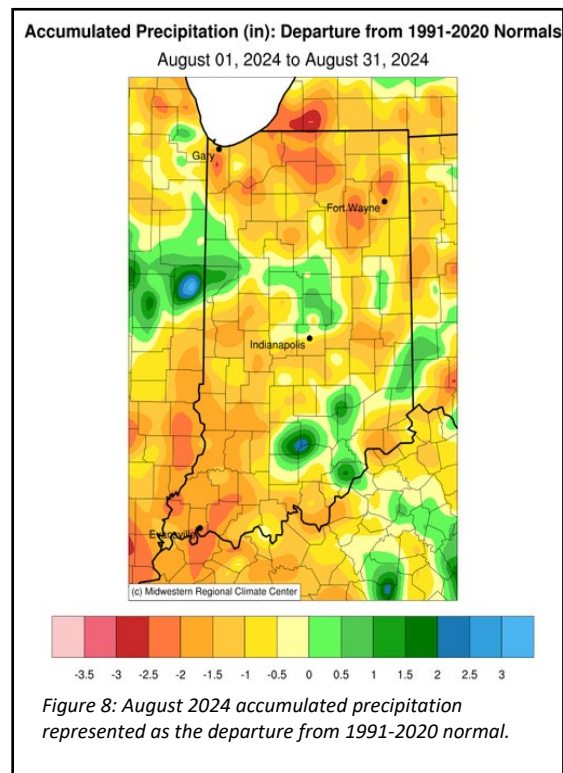 Accumulated Precipitation (in): Departure from 1991-2020 Normals
August 01, 2024 to August 31, 2024
Gary
Fort Wayne
Indianapolis
Evansville
(c) Midwestern Regional Climate Center
-3.5 -3 -2.5 -2 -1.5 -1 -0.5 0 0.5 1 1.5 2 2.5 3
Figure 8: August 2024 accumulated precipitation
represented as the departure from 1991-2020 normal.